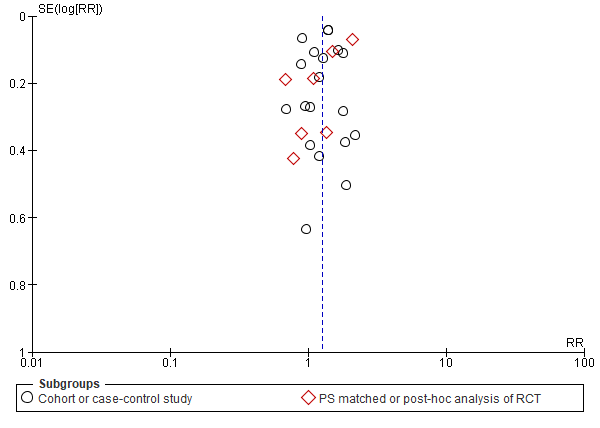 SE(log[RR])
0
0.2
0.4
0.6
0.8
1
RR
0.01 0.1 1 10 100
Subgroups
Cohort or case-control study PS matched or post-hoc analysis of RCT